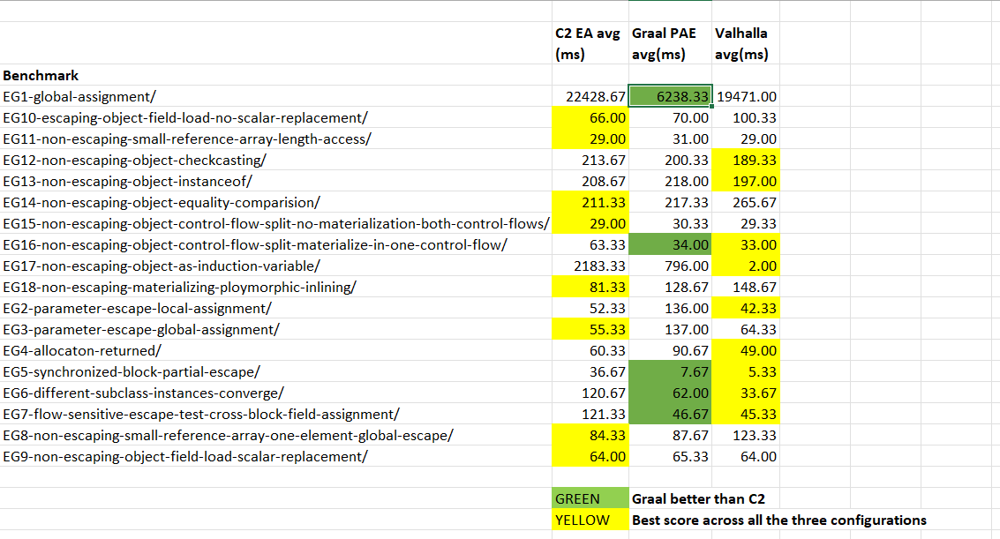 C2 EA avg (ms) Graal PAE avg(ms) Valhalla avg(ms)
Benchmark
EG1-global-assignment/ 22428.67 6238.33 19471.00
EG10-escaping-object-field-load-no-scalar-replacement/ 66.00 70.00 100.33
EG11-non-escaping-small-reference-array-length-access/ 29.00 31.00 29.00
EG12-non-escaping-object-checkcasting/ 213.67 200.33 189.33
EG13-non-escaping-object-instanceof/ 208.67 218.00 197.00
EG14-non-escaping-object-equality-comparision/ 211.33 217.33 265.67
EG15-non-escaping-object-control-flow-split-no-materialization-both-control-flows/ 29.00 30.33 29.33
EG16-non-escaping-object-control-flow-split-materialize-in-one-control-flow/ 63.33 34.00 33.00
EG17-non-escaping-object-as-induction-variable/ 2183.33 796.00 2.00
EG18-non-escaping-materializing-ploymorphic-inlining/ 81.33 128.67 148.67
EG2-parameter-escape-local-assignment/ 52.33 136.00 42.33
EG3-parameter-escape-global-assignment/ 55.33 137.00 64.33
EG4-allocaton-returned/ 60.33 90.67 49.00
EG5-synchronized-block-partial-escape/ 36.67 7.67 5.33
EG6-different-subclass-instances-converge/ 120.67 62.00 33.67
EG7-flow-sensitive-escape-test-cross-block-field-assignment/ 121.33 46.67 45.33
EG8-non-escaping-small-reference-array-one-element-global-escape/ 84.33 87.67 123.33
EG9-non-escaping-object-field-load-scalar-replacement/ 64.00 65.33 64.00
GREEN Graal better than C2
YELLOW Best score across all the three configurations